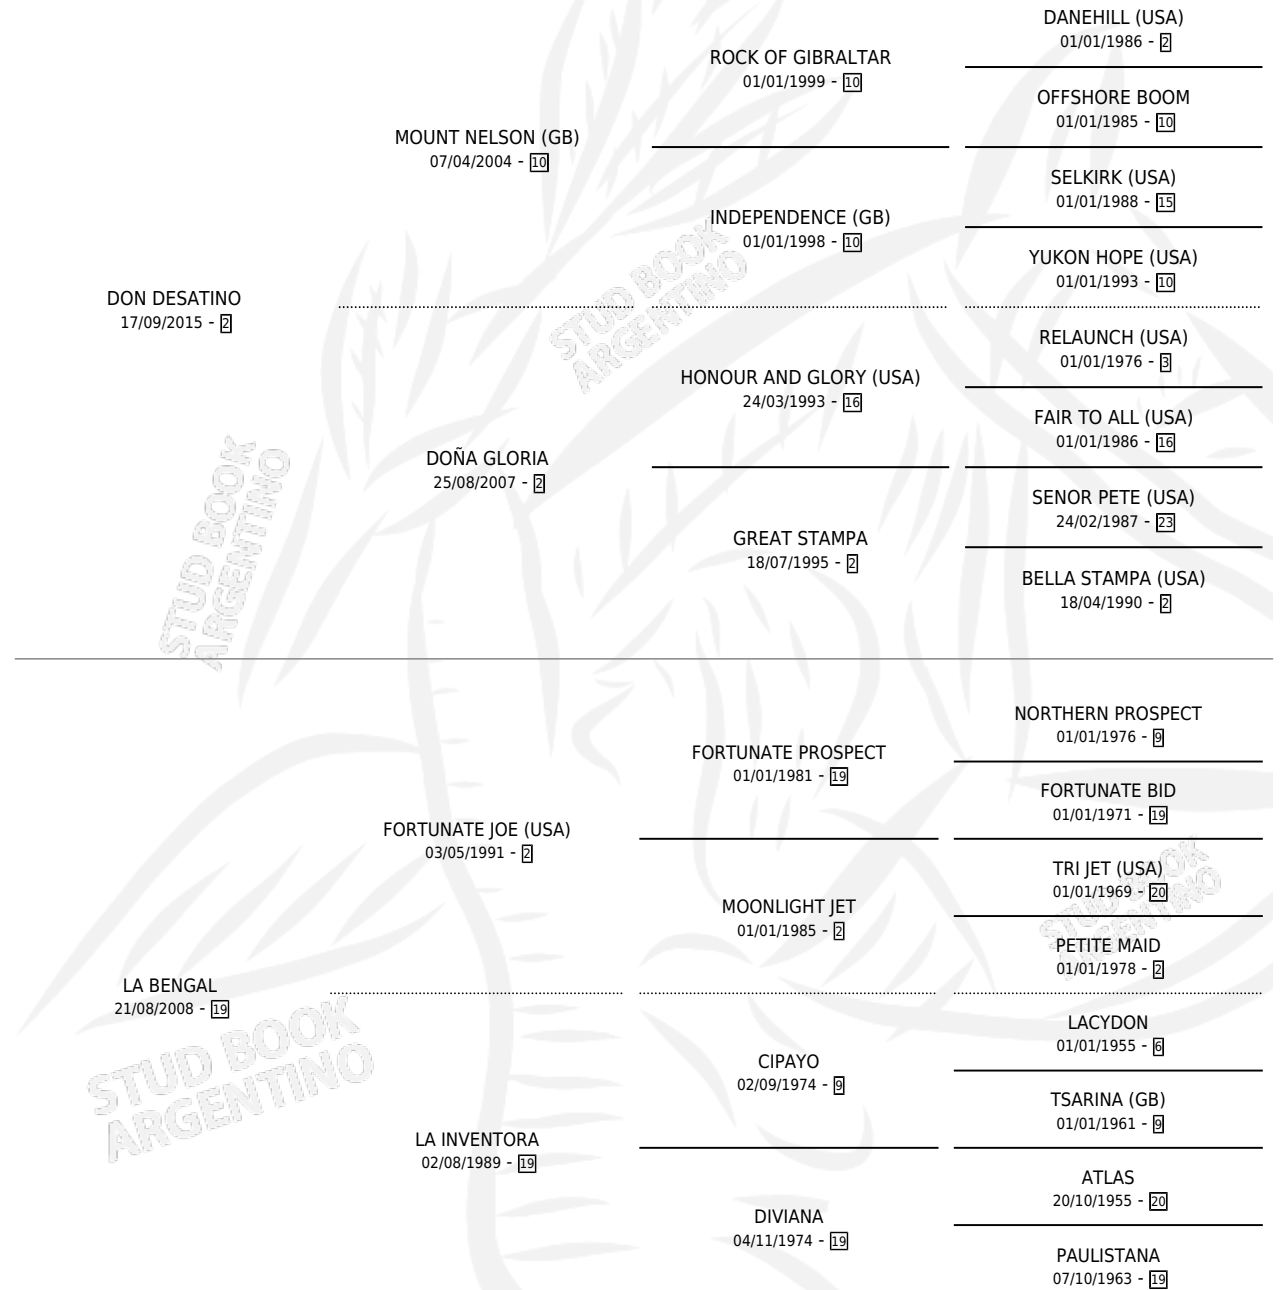 DANEHILL (USA)
01/01/1986 - 2
ROCK OF GIBRALTAR
01/01/1999 - 10
OFFSHORE BOOM
01/01/1985 - 10
MOUNT NELSON (GB)
07/04/2004 - 10
SELKIRK (USA)
01/01/1988 - 15
INDEPENDENCE (GB)
01/01/1998 - 10
YUKON HOPE (USA)
01/01/1993 - 10
DON DESATINO
17/09/2015 - 2
STUD BOOK
ARGENTINO
RELAUNCH (USA)
01/01/1976 - 3
HONOUR AND GLORY (USA)
24/03/1993 - 16
FAIR TO ALL (USA)
01/01/1986 - 16
DOÑA GLORIA
25/08/2007 - 2
SENOR PETE (USA)
24/02/1987 - 23
GREAT STAMPA
18/07/1995 - 2
BELLA STAMPA (USA)
18/04/1990 - 2
STUD BOOK
ARGENTINO
NORTHERN PROSPECT
01/01/1976 - 9
FORTUNATE PROSPECT
01/01/1981 - 19
FORTUNATE BID
01/01/1971 - 19
FORTUNATE JOE (USA)
03/05/1991 - 2
TRI JET (USA)
01/01/1969 - 20
MOONLIGHT JET
01/01/1985 - 2
PETITE MAID
01/01/1978 - 2
STUD BOOK
ARGENTINO
LA BENGAL
21/08/2008 - 19
LACYDON
01/01/1955 - 6
CIPAYO
02/09/1974 - 9
TSARINA (GB)
01/01/1961 - 9
STUD BOOK
ARGENTINO
LA INVENTORA
02/08/1989 - 19
ATLAS
20/10/1955 - 20
DIVIANA
04/11/1974 - 19
PAULISTANA
07/10/1963 - 19